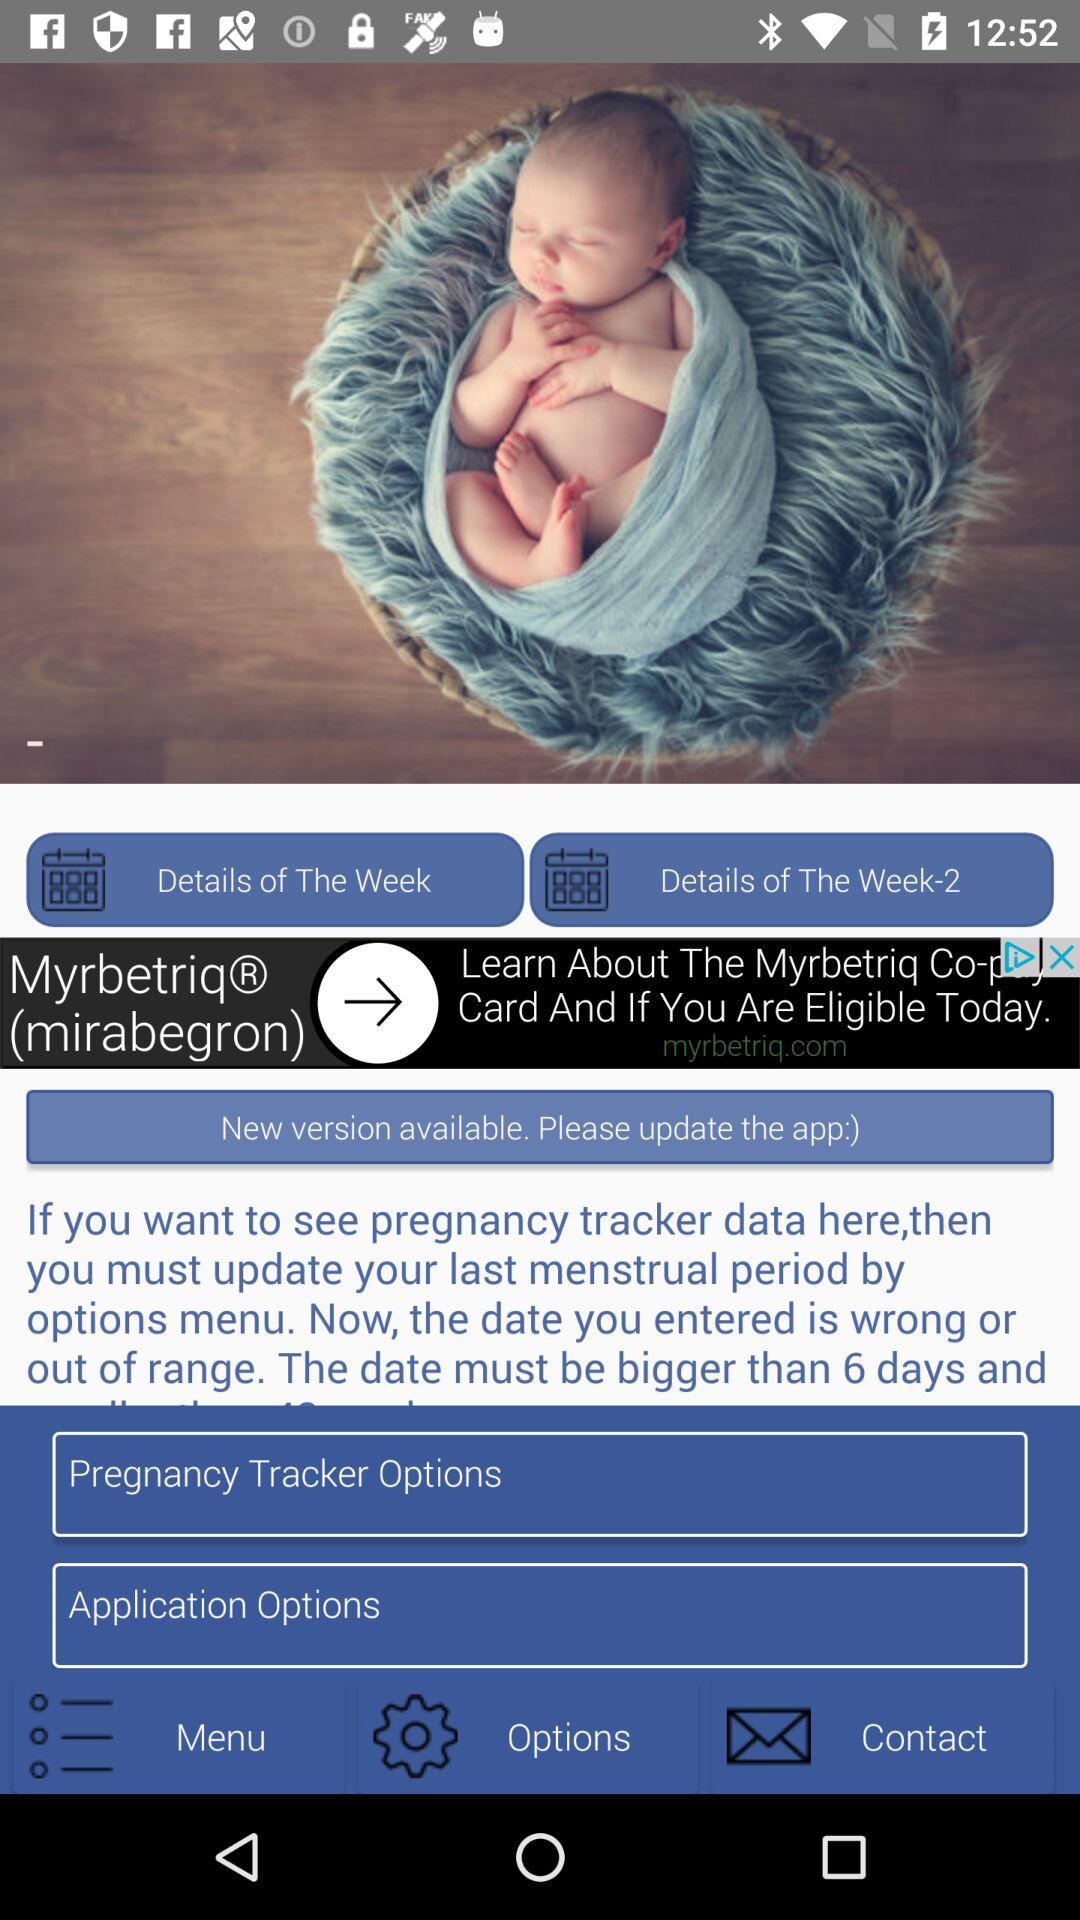 FAKE
12:52
-
Details of The Week
Details of The Week-2
Myrbetriq®
(mirabegron)
Learn About The Myrbetriq Co-pay
Card And If You Are Eligible Today.
myrbetriq.com
New version available. Please update the app:)
If you want to see pregnancy tracker data here,then
you must update your last menstrual period by
options menu. Now, the date you entered is wrong or
out of range. The date must be bigger than 6 days and
Pregnancy Tracker Options
Application Options
Menu
Options
Contact